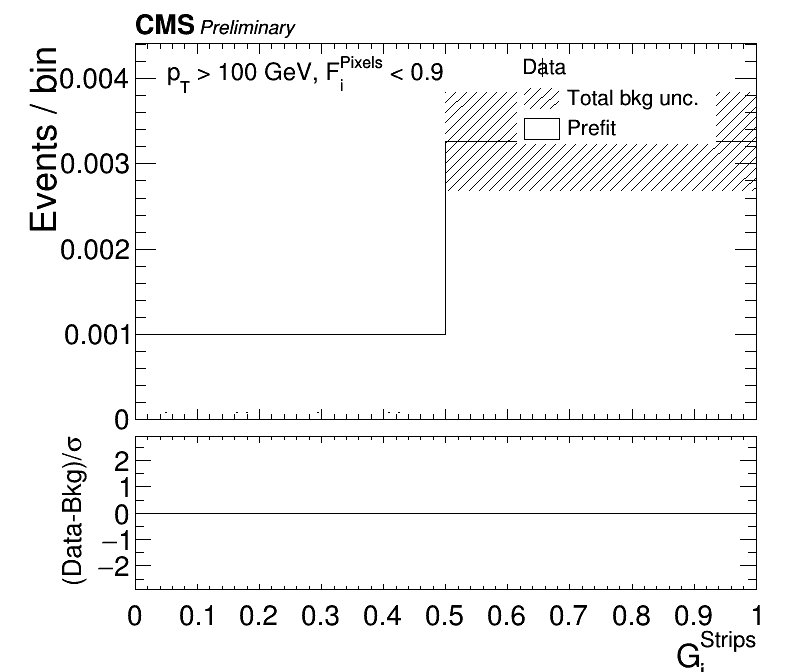 CMS Preliminary
p_T > 100 GeV, F_i^Pixels < 0.9
Data
Total bkg unc.
Prefit
Events / bin
0.004
0.003
0.002
0.001
0
(Data-Bkg)/σ
2
1
0
−1
−2
0 0.1 0.2 0.3 0.4 0.5 0.6 0.7 0.8 0.9 1
G_i^Strips